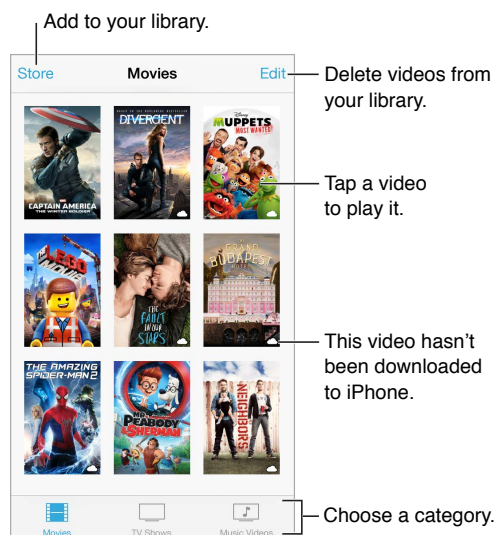 Add to your library.
Store
Movies
Edit
Delete videos from
your library.
CAPTAIN AMERICA
THE WINTER SOLDIER
DIVERGENT
Disney
MUPPETS
MOST WANTED
Tap a video
to play it.
THE LEGO
MOVIE
THE
FAULT
IN OUR
STARS
THE GRAND
BUDAPEST
HOTEL
This video hasn’t
been downloaded
to iPhone.
THE AMAZING
SPIDER-MAN 2
MR.
PEABODY
& SHERMAN
NEIGHBORS
Movies
TV Shows
Music Videos
Choose a category.